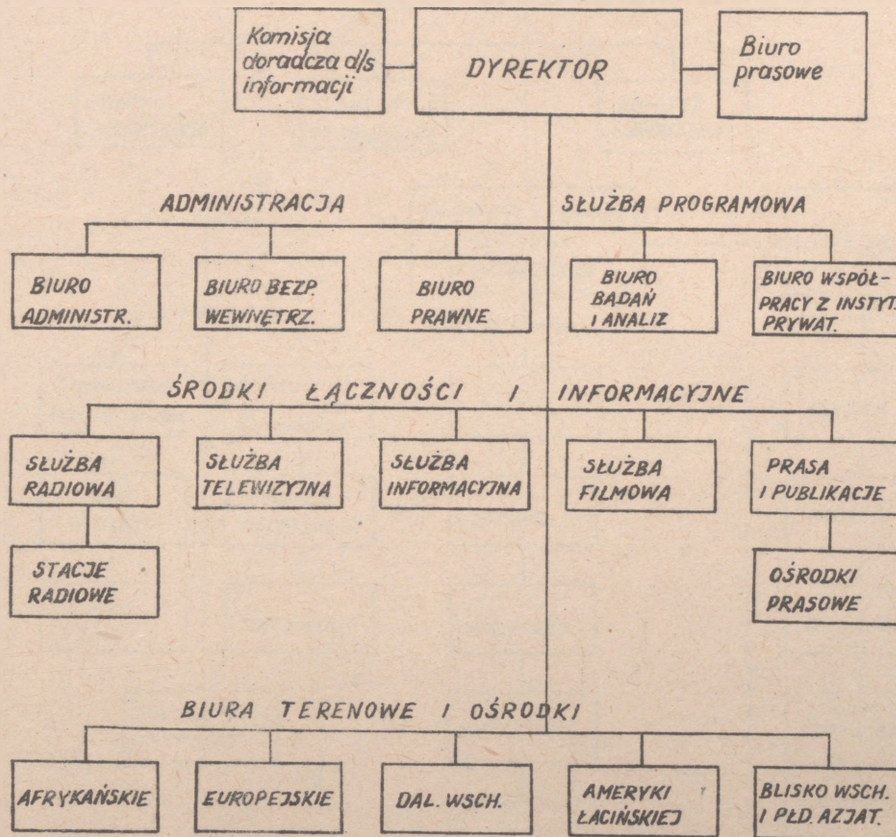 Komisja
doradcza d/s
informacji
DYREKTOR
Biuro
prasowe
ADMINISTRACJA
SŁUŻBA PROGRAMOWA
BIURO
ADMINISTR.
BIURO BEZP.
WEWNĘTRZ.
BIURO
PRAWNE
BIURO
BADAŃ
I ANALIZ
BIURO WSPÓŁ-
PRACY Z INSTYT.
PRYWAT.
ŚRODKI ŁĄCZNOŚCI I INFORMACYJNE
SŁUŻBA
RADIOWA
SŁUŻBA
TELEWIZYJNA
SŁUŻBA
INFORMACYJNA
SŁUŻBA
FILMOWA
PRASA
I PUBLIKACJE
STACJE
RADIOWE
OŚRODKI
PRASOWE
BIURA TERENOWE I OŚRODKI
AFRYKAŃSKIE
EUROPEJSKIE
DAL. WSCH.
AMERYKI
ŁACIŃSKIEJ
BLISKO WSCH.
I PŁD. AZJAT.